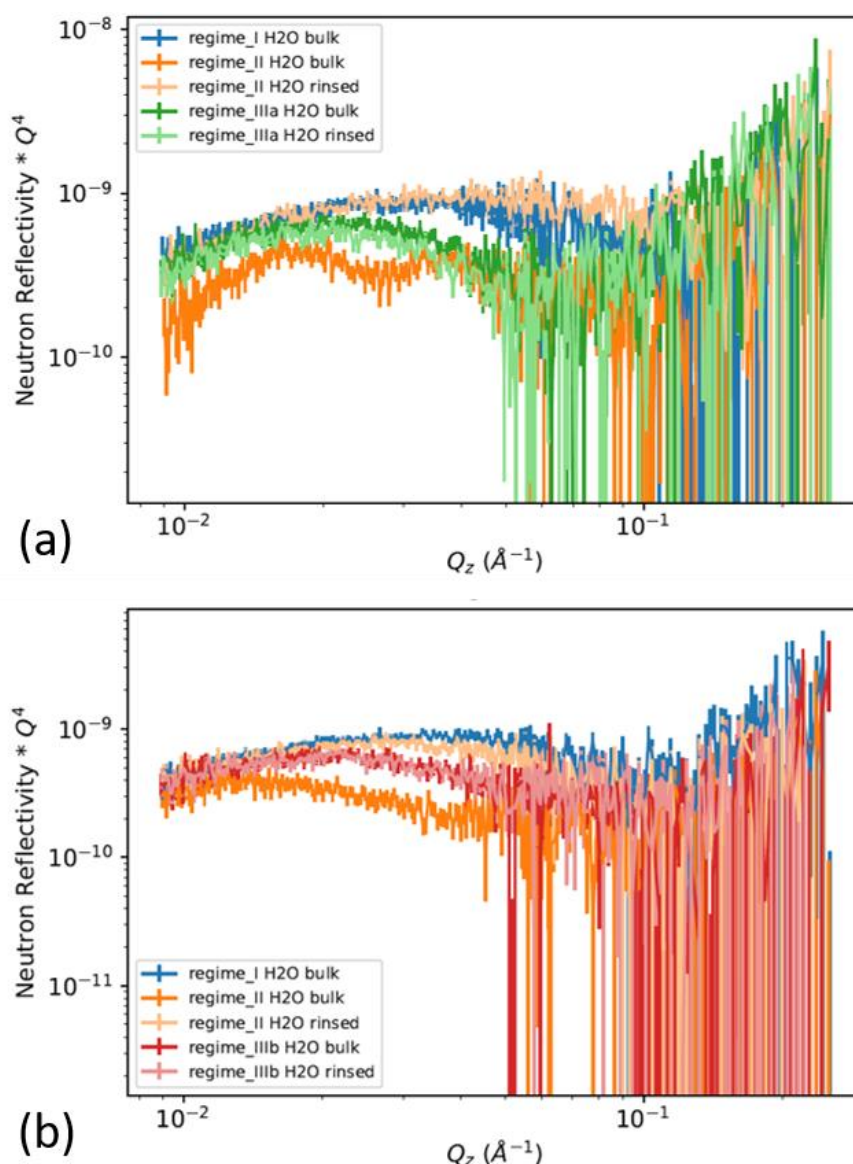 10⁻⁸
regime_I H2O bulk
regime_II H2O bulk
regime_II H2O rinsed
regime_IIIa H2O bulk
regime_IIIa H2O rinsed
Neutron Reflectivity * Q⁴
10⁻⁹
10⁻¹⁰
10⁻²
10⁻¹
Q_z (Å⁻¹)
(a)
Neutron Reflectivity * Q⁴
10⁻⁹
10⁻¹⁰
10⁻¹¹
regime_I H2O bulk
regime_II H2O bulk
regime_II H2O rinsed
regime_IIIb H2O bulk
regime_IIIb H2O rinsed
10⁻²
10⁻¹
Q_z (Å⁻¹)
(b)